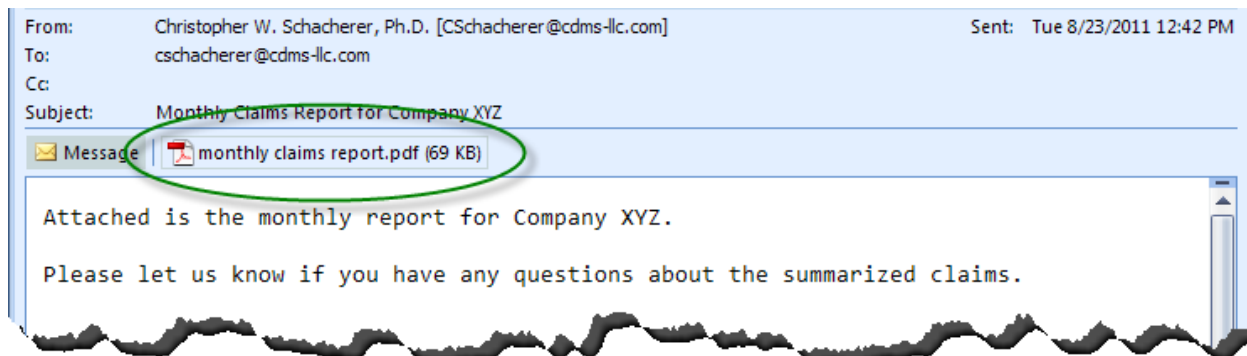 From: Christopher W. Schacherer, Ph.D. [CSchacherer@cdms-llc.com] Sent: Tue 8/23/2011 12:42 PM
To: cschacherer@cdms-llc.com
Cc:
Subject: Monthly Claims Report for Company XYZ
Message monthly claims report.pdf (69 KB)
Attached is the monthly report for Company XYZ.
Please let us know if you have any questions about the summarized claims.